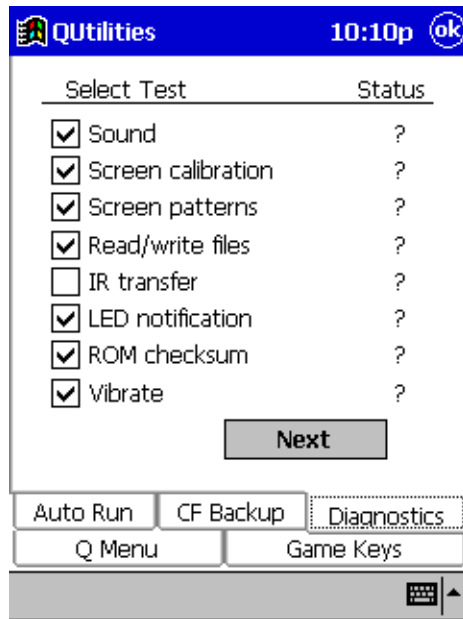 QUtilities 10:10p ok
Select Test Status
Sound ?
Screen calibration ?
Screen patterns ?
Read/write files ?
IR transfer ?
LED notification ?
ROM checksum ?
Vibrate ?
Next
Auto Run CF Backup Diagnostics
Q Menu Game Keys